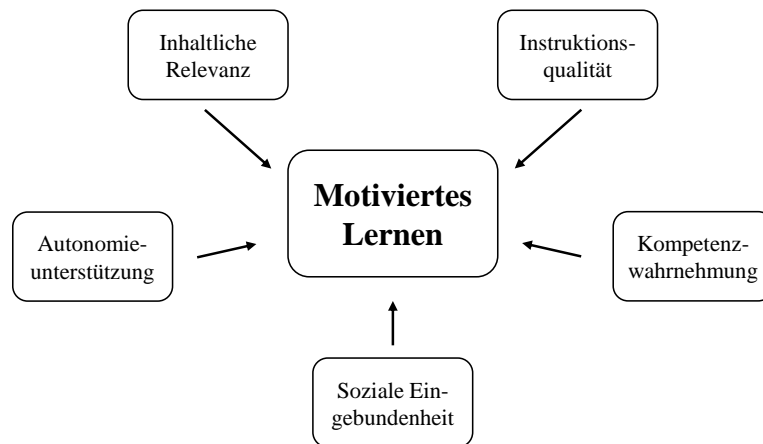 Inhaltliche
Relevanz
Instruktions-
qualität
Motiviertes
Lernen
Autonomie-
unterstützung
Kompetenz-
wahrnehmung
Soziale Ein-
gebundenheit